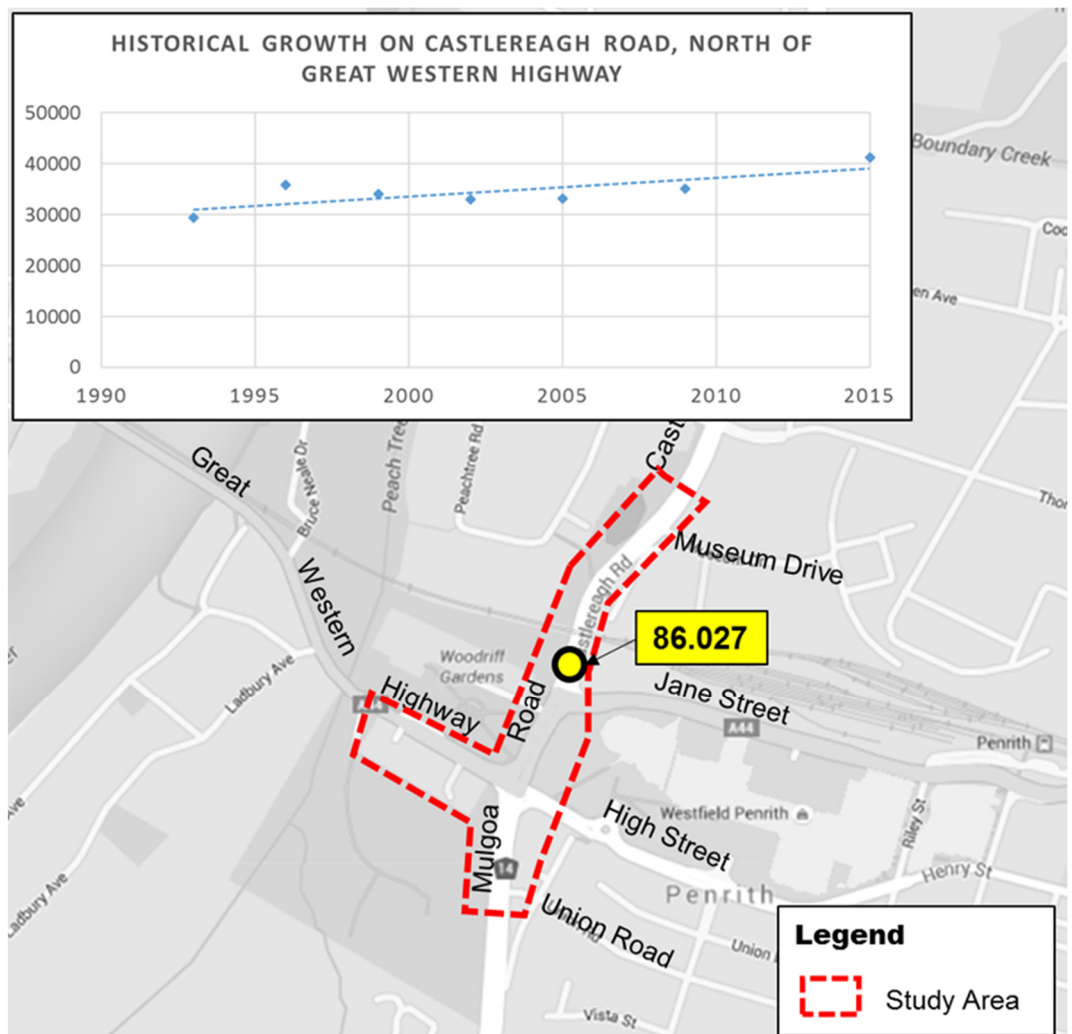 HISTORICAL GROWTH ON CASTLEREAGH ROAD, NORTH OF
GREAT WESTERN HIGHWAY
50000
40000
30000
20000
10000
0
1990 1995 2000 2005 2010 2015
Boundary Creek
Great
Bruce Neale Dr
Peach Tree
Peachtree Rd
Western
Museum Drive
86.027
Woodriff
Gardens
Ladbury Ave
Highway
Road
Jane Street
A44
Penrith
Westfield Penrith
High Street
Riley St
Henry St
Mulgoa
14
Penrith
Ladbury Ave
Union Road
Vista St
Legend
Study Area